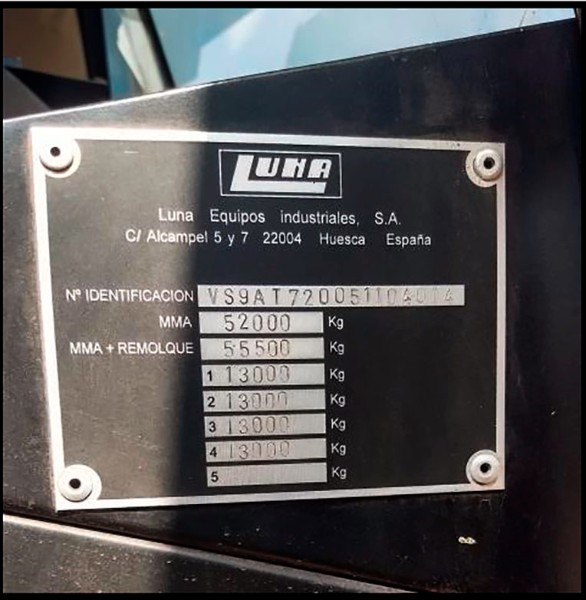 LUNA
Luna Equipos industriales, S.A.
C/ Alcampel 5 y 7 22004 Huesca España
Nº IDENTIFICACION VS9AT720051104014
MMA 52000 Kg
MMA + REMOLQUE 55500 Kg
1 13000 Kg
2 13000 Kg
3 13000 Kg
4 13000 Kg
5 Kg